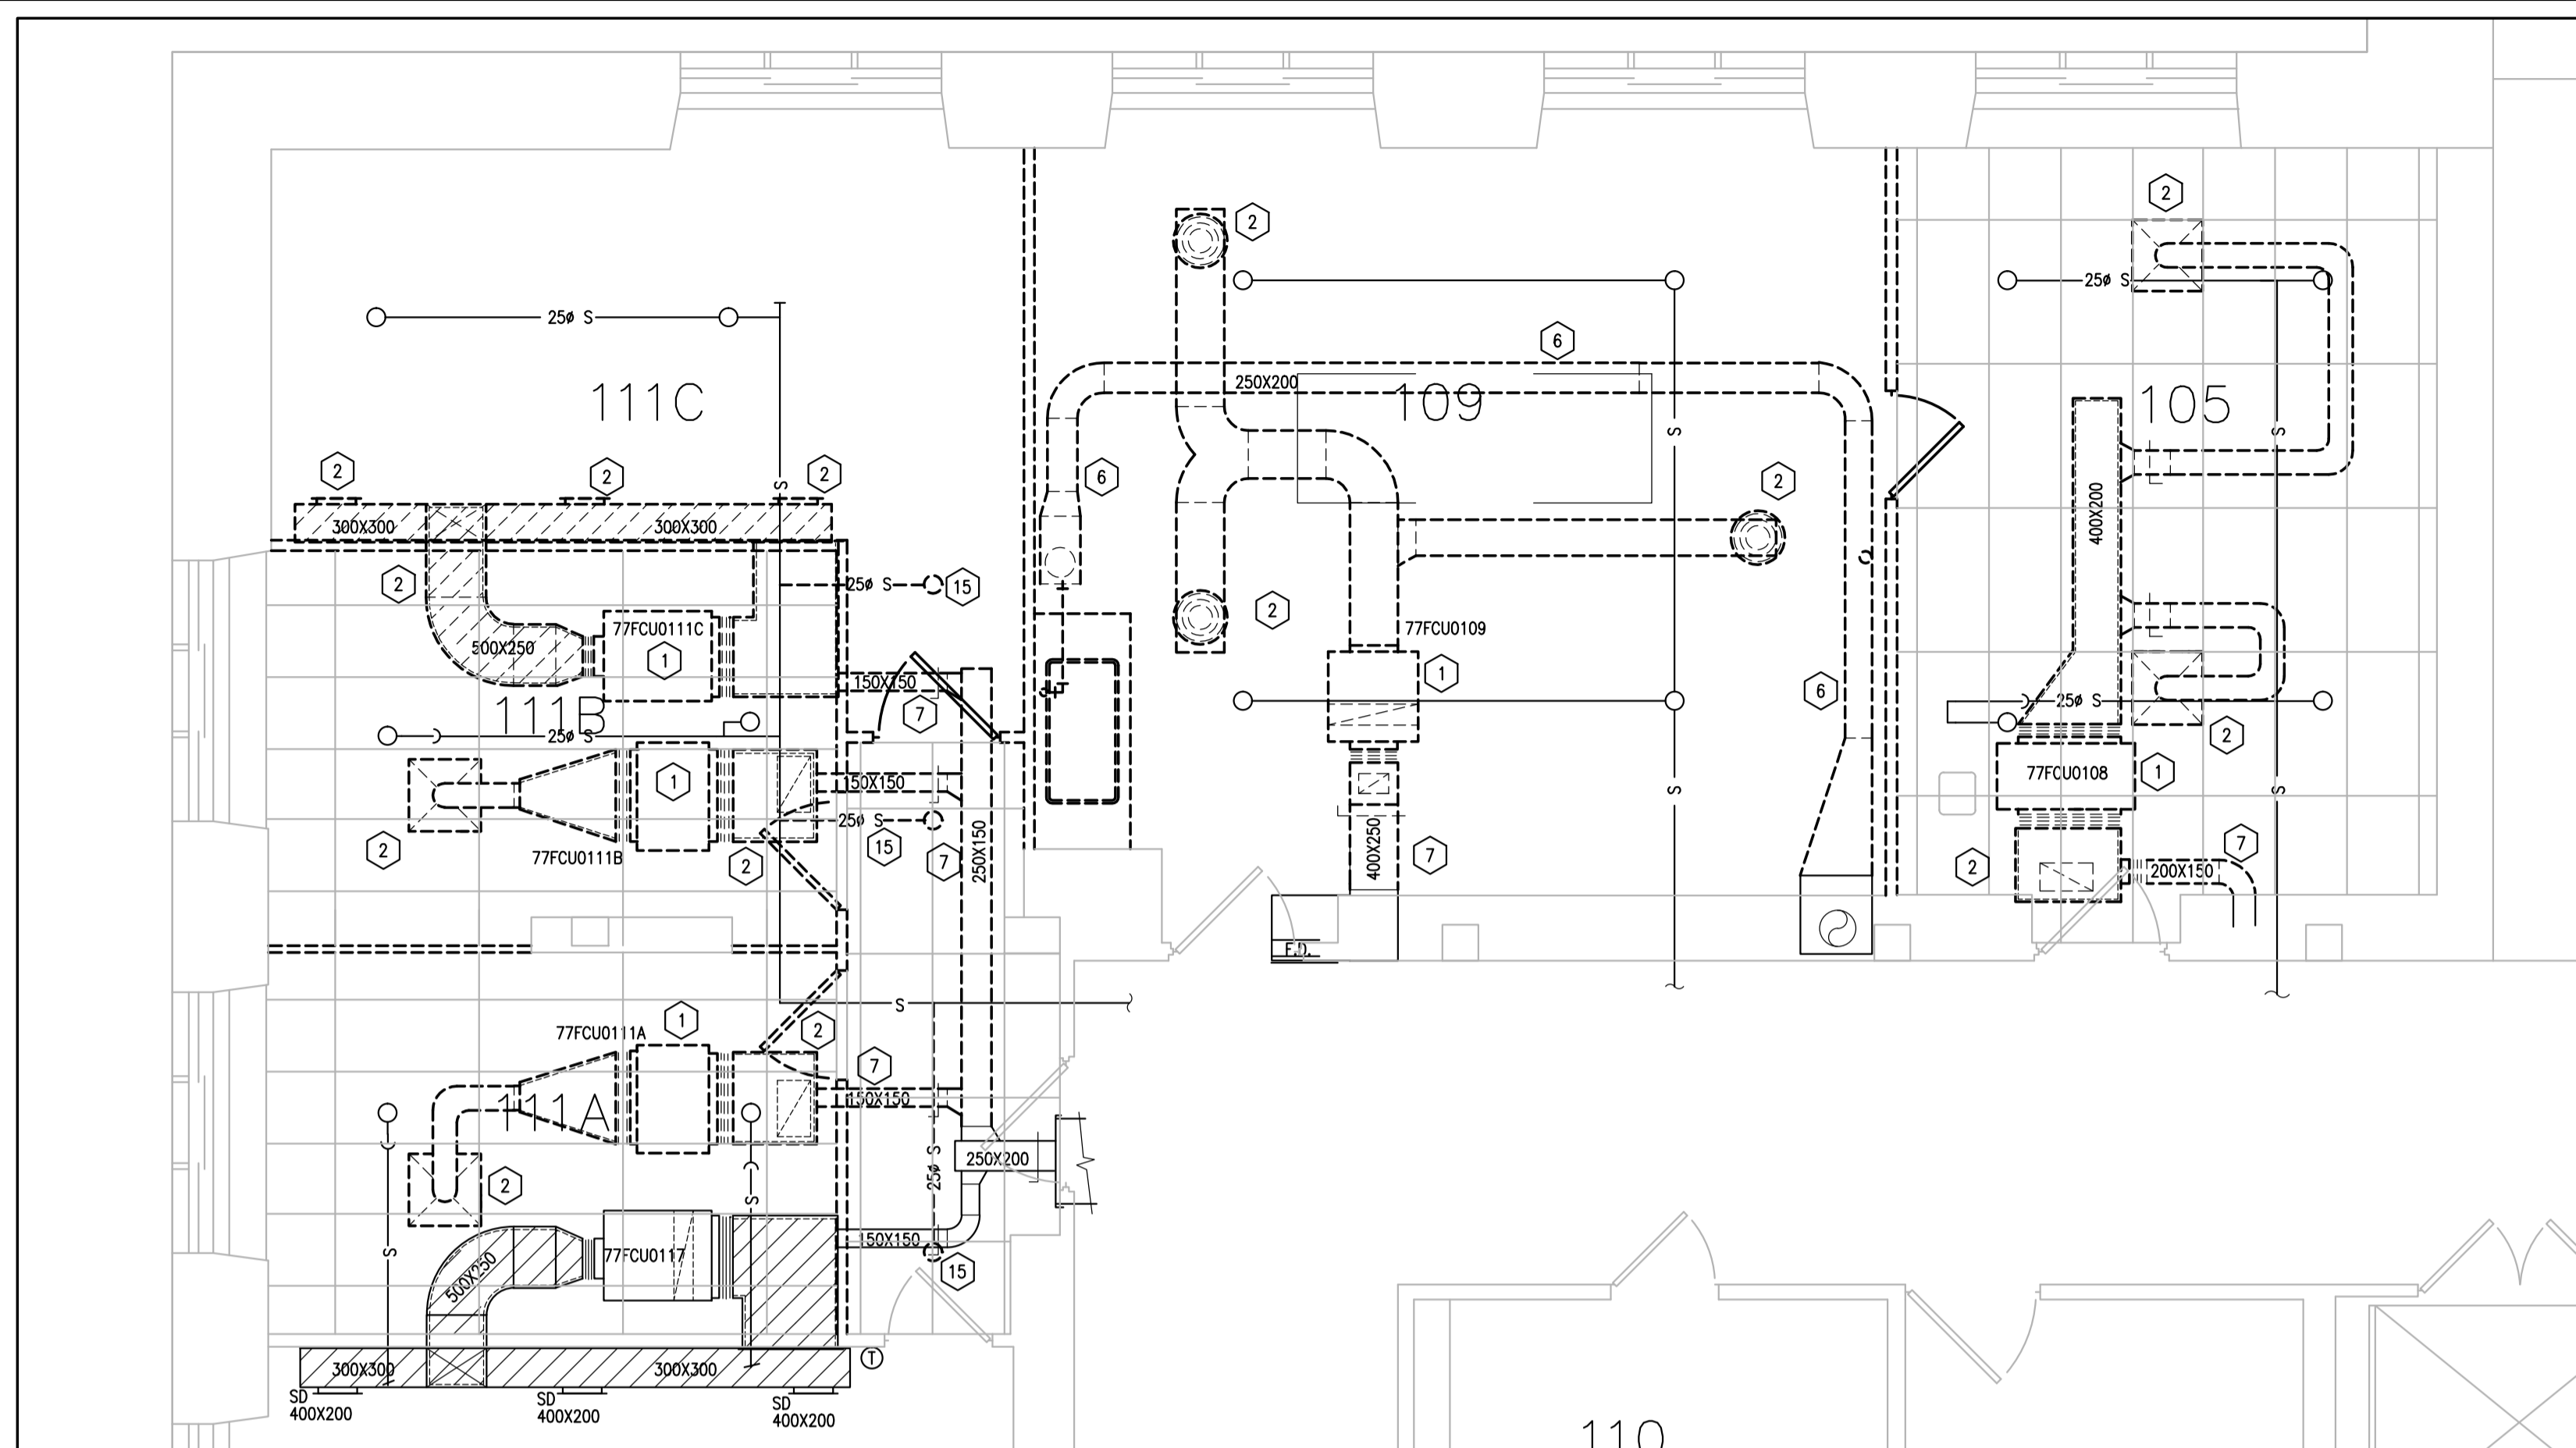 2
2
25ø S
25ø S
6
250X200
111C
109
105
S
S
S
2
2
2
6
2
S
300X300
300X300
400X200
2
25ø S
15
2
77FCU0111C
77FCU0109
500X250
1
150X150
1
6
25ø S
7
111B
25ø S
2
1
150X150
77FCU0108
1
S
S
25ø S
15
7
250X150
400X250
7
7
2
77FCU0111B
2
2
200X150
F.D.
S
77FCU0111A
1
2
7
150X150
111A
25ø S
250X200
2
S
S
150X150
77FCU0117
15
500X250
T
300X300
300X300
SD
400X200
SD
400X200
SD
400X200
110